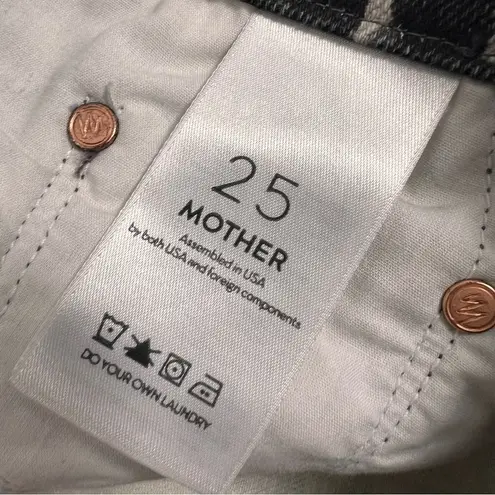 25
MOTHER
Assembled in USA
by both USA and foreign components
DO YOUR OWN LAUNDRY
M
M